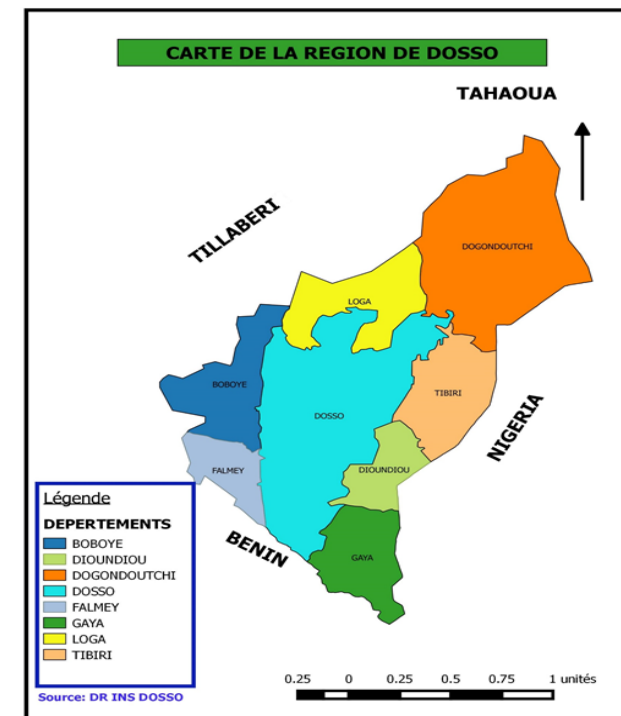 CARTE DE LA REGION DE DOSSO
TAHAOUA
TILLABERI
DOGONDOUTCHI
LOGA
BOBOYE
TIBIRI
DOSSO
NIGERIA
FALMEY
DIOUNDIOU
BENIN
GAYA
Légende
DEPERTEMENTS
BOBOYE
DIOUNDIOU
DOGONDOUTCHI
DOSSO
FALMEY
GAYA
LOGA
TIBIRI
Source: DR INS DOSSO
0.25 0 0.25 0.5 0.75 1 unités